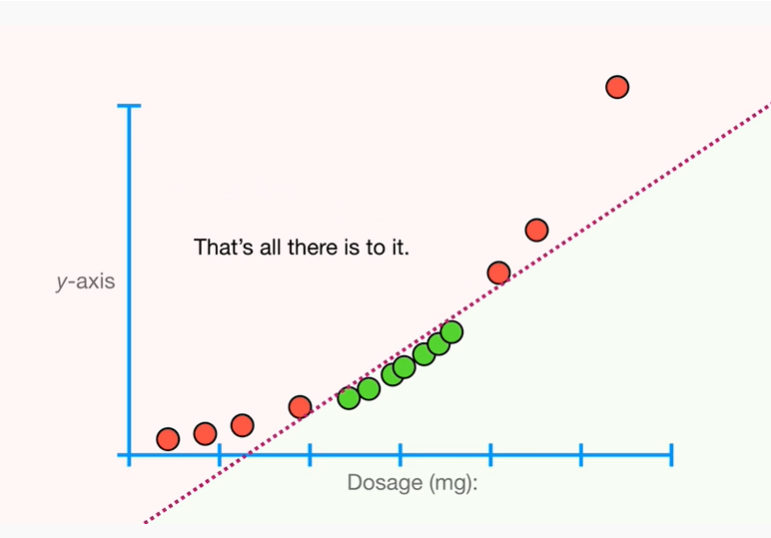 That's all there is to it.
y-axis
Dosage (mg):